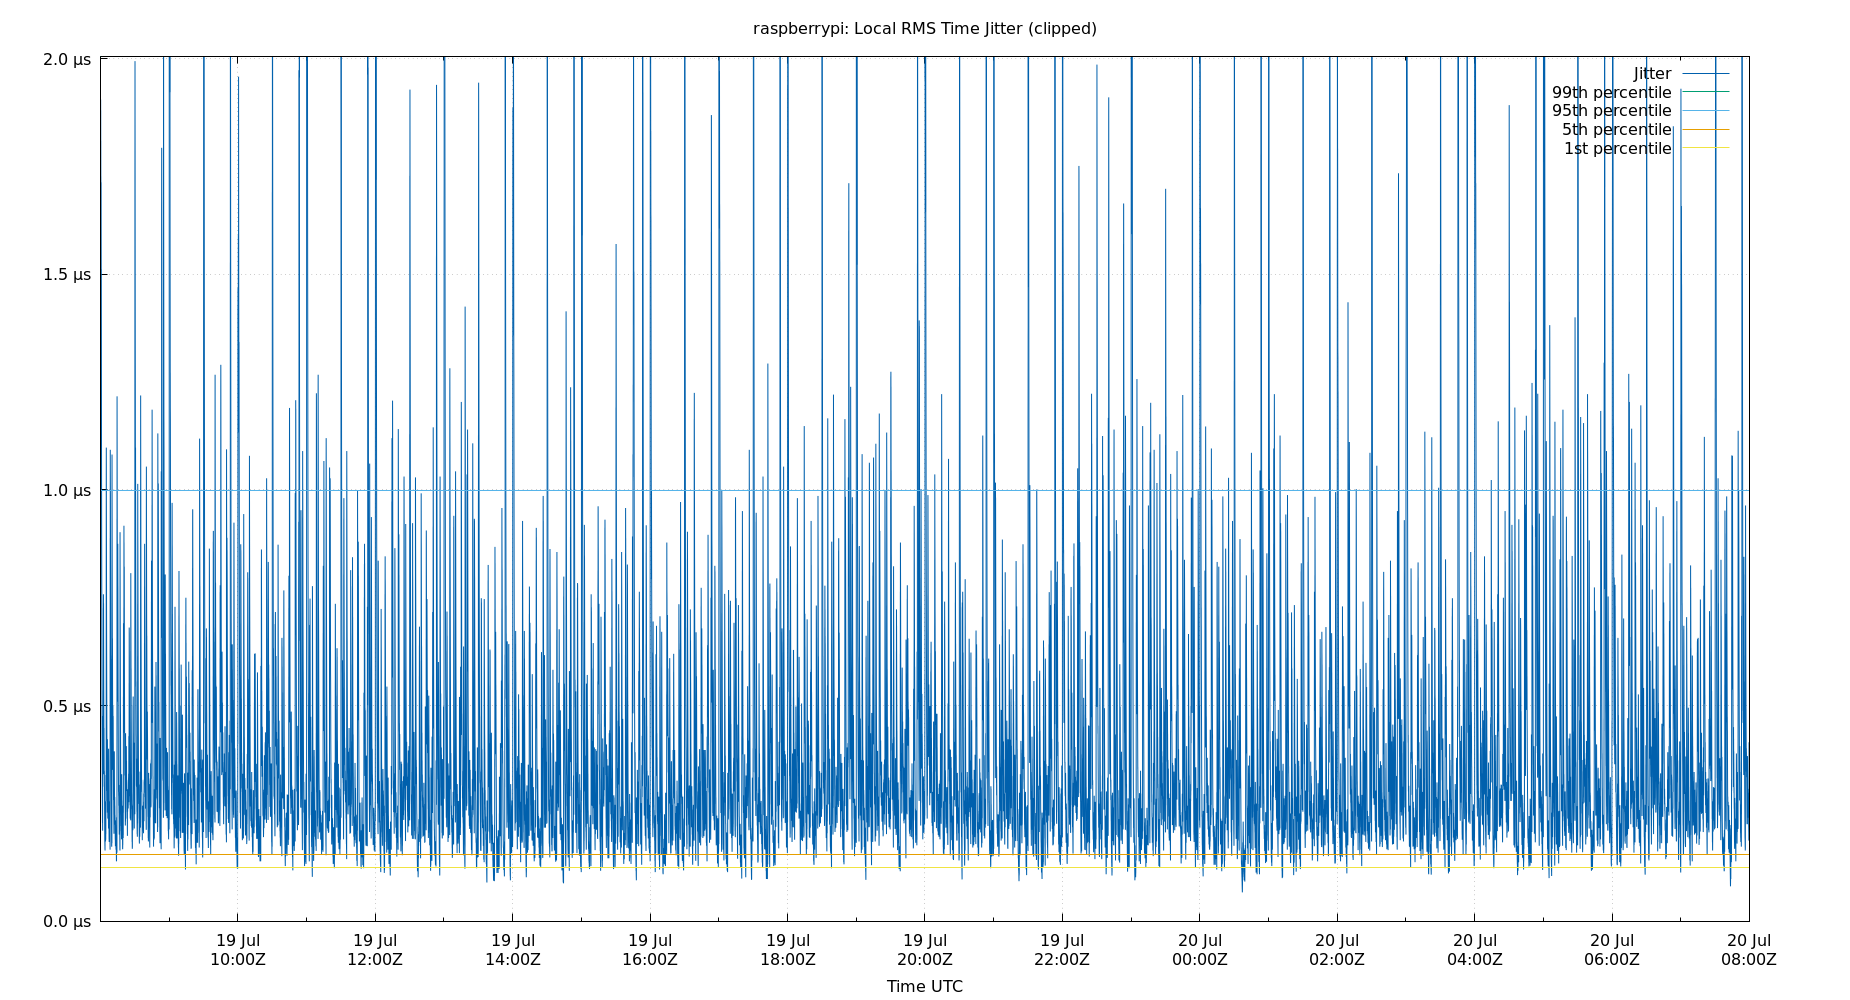 raspberrypi: Local RMS Time Jitter (clipped)
2.0 µs
1.5 µs
1.0 µs
0.5 µs
0.0 µs
Jitter
99th percentile
95th percentile
5th percentile
1st percentile
19 Jul 19 Jul 19 Jul 19 Jul 19 Jul 19 Jul 19 Jul 20 Jul 20 Jul 20 Jul 20 Jul 20 Jul
10:00Z 12:00Z 14:00Z 16:00Z 18:00Z 20:00Z 22:00Z 00:00Z 02:00Z 04:00Z 06:00Z 08:00Z
Time UTC